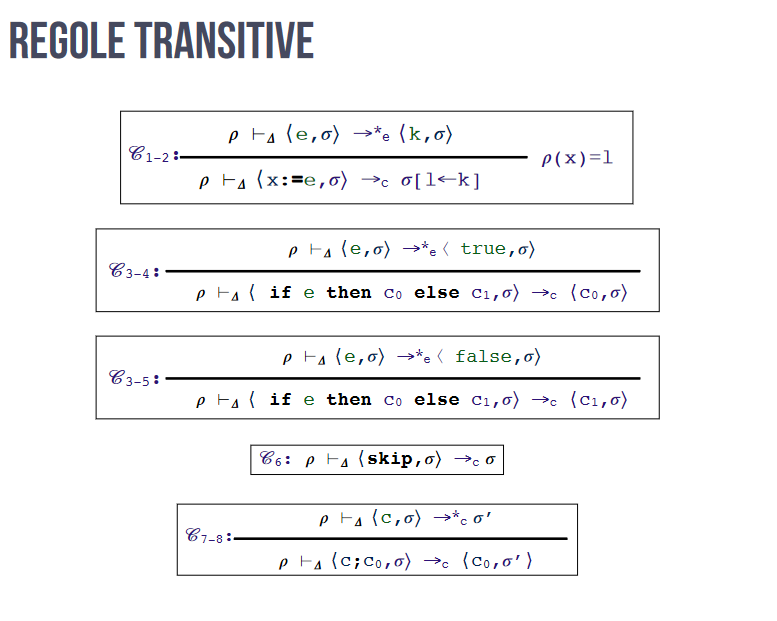 REGOLE TRANSITIVE
ρ ⊢Δ ⟨e,σ⟩ →*e ⟨k,σ⟩
𝒞1-2: ρ(x)=l
ρ ⊢Δ ⟨x:=e,σ⟩ →c σ[l←k]
ρ ⊢Δ ⟨e,σ⟩ →*e⟨ true,σ⟩
𝒞3-4:
ρ ⊢Δ ⟨ if e then c0 else c1,σ⟩ →c ⟨c0,σ⟩
ρ ⊢Δ ⟨e,σ⟩ →*e⟨ false,σ⟩
𝒞3-5:
ρ ⊢Δ ⟨ if e then c0 else c1,σ⟩ →c ⟨c1,σ⟩
𝒞6: ρ ⊢Δ ⟨skip,σ⟩ →c σ
ρ ⊢Δ ⟨c,σ⟩ →*c σ′
𝒞7-8:
ρ ⊢Δ ⟨c;c0,σ⟩ →c ⟨c0,σ′⟩